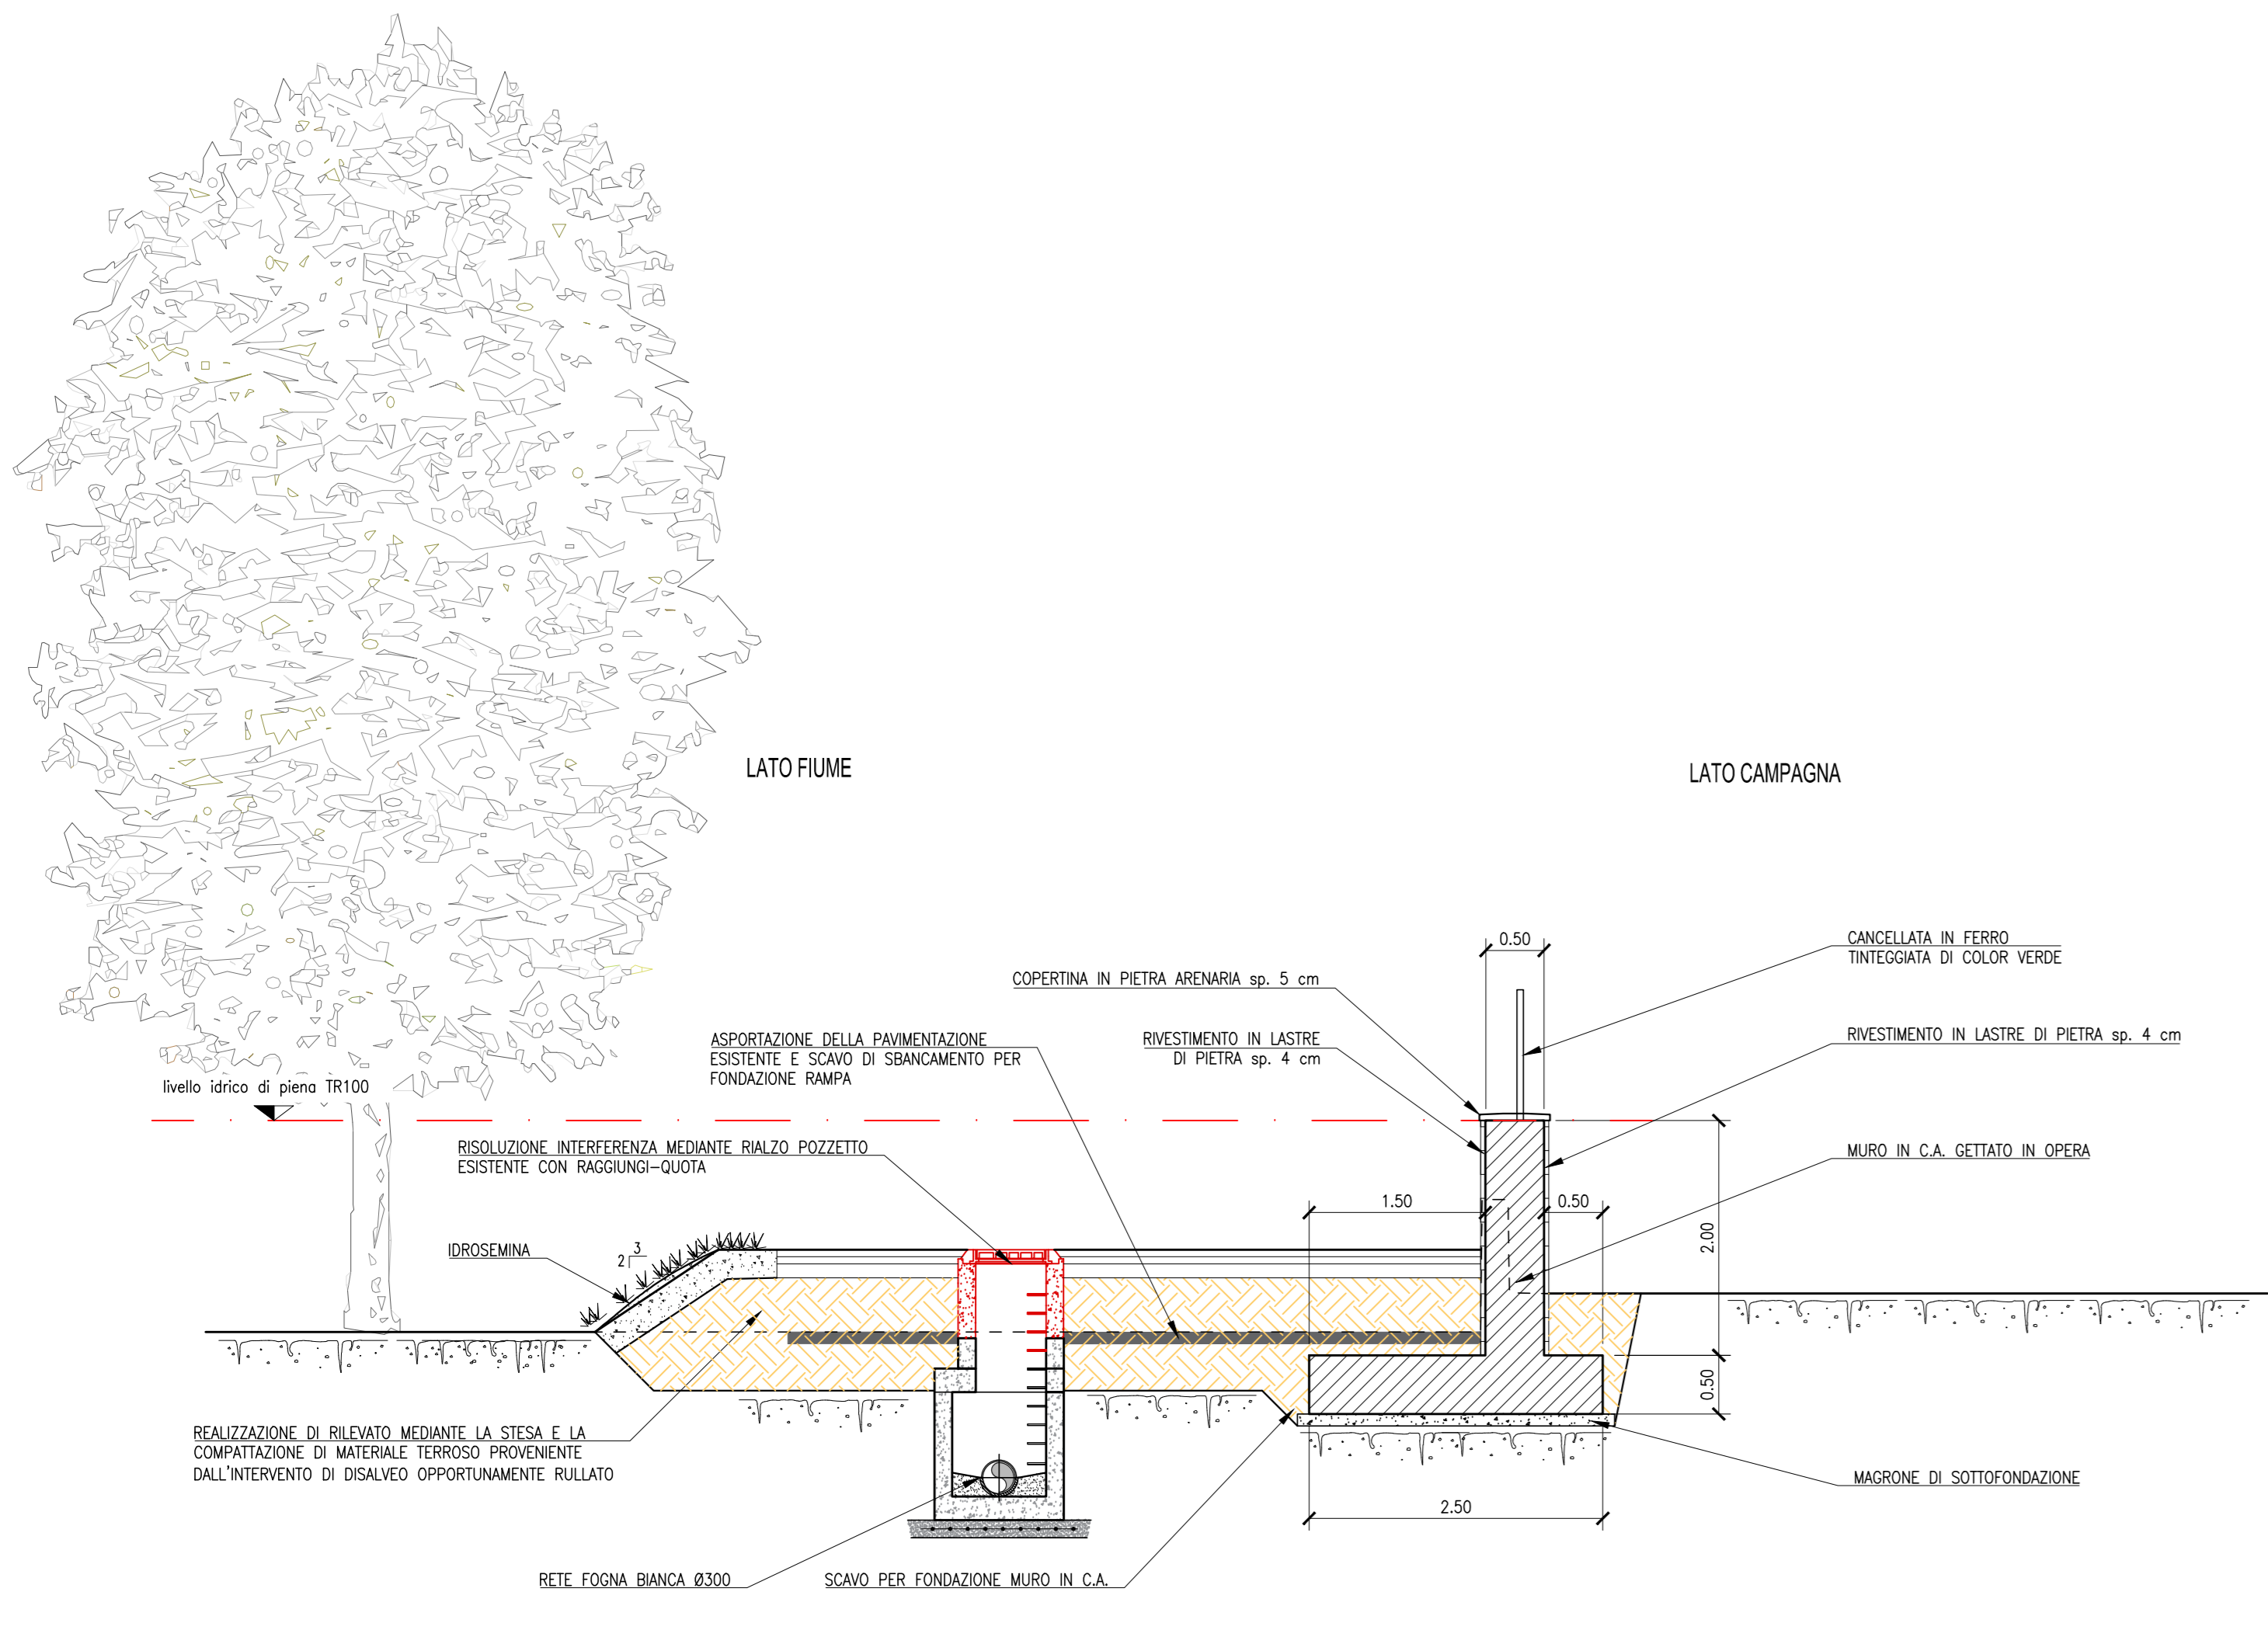 LATO FIUME
LATO CAMPAGNA
0.50
CANCELLATA IN FERRO
TINTEGGIATA DI COLOR VERDE
COPERTINA IN PIETRA ARENARIA sp. 5 cm
ASPORTAZIONE DELLA PAVIMENTAZIONE
ESISTENTE E SCAVO DI SBANCAMENTO PER
FONDAZIONE RAMPA
RIVESTIMENTO IN LASTRE
DI PIETRA sp. 4 cm
RIVESTIMENTO IN LASTRE DI PIETRA sp. 4 cm
livello idrico di piena TR100
RISOLUZIONE INTERFERENZA MEDIANTE RIALZO POZZETTO
ESISTENTE CON RAGGIUNGI-QUOTA
MURO IN C.A. GETTATO IN OPERA
1.50
0.50
2.00
IDROSEMINA
3
2
0.50
REALIZZAZIONE DI RILEVATO MEDIANTE LA STESA E LA
COMPATTAZIONE DI MATERIALE TERROSO PROVENIENTE
DALL'INTERVENTO DI DISALVEO OPPORTUNAMENTE RULLATO
MAGRONE DI SOTTOFONDAZIONE
2.50
RETE FOGNA BIANCA Ø300
SCAVO PER FONDAZIONE MURO IN C.A.